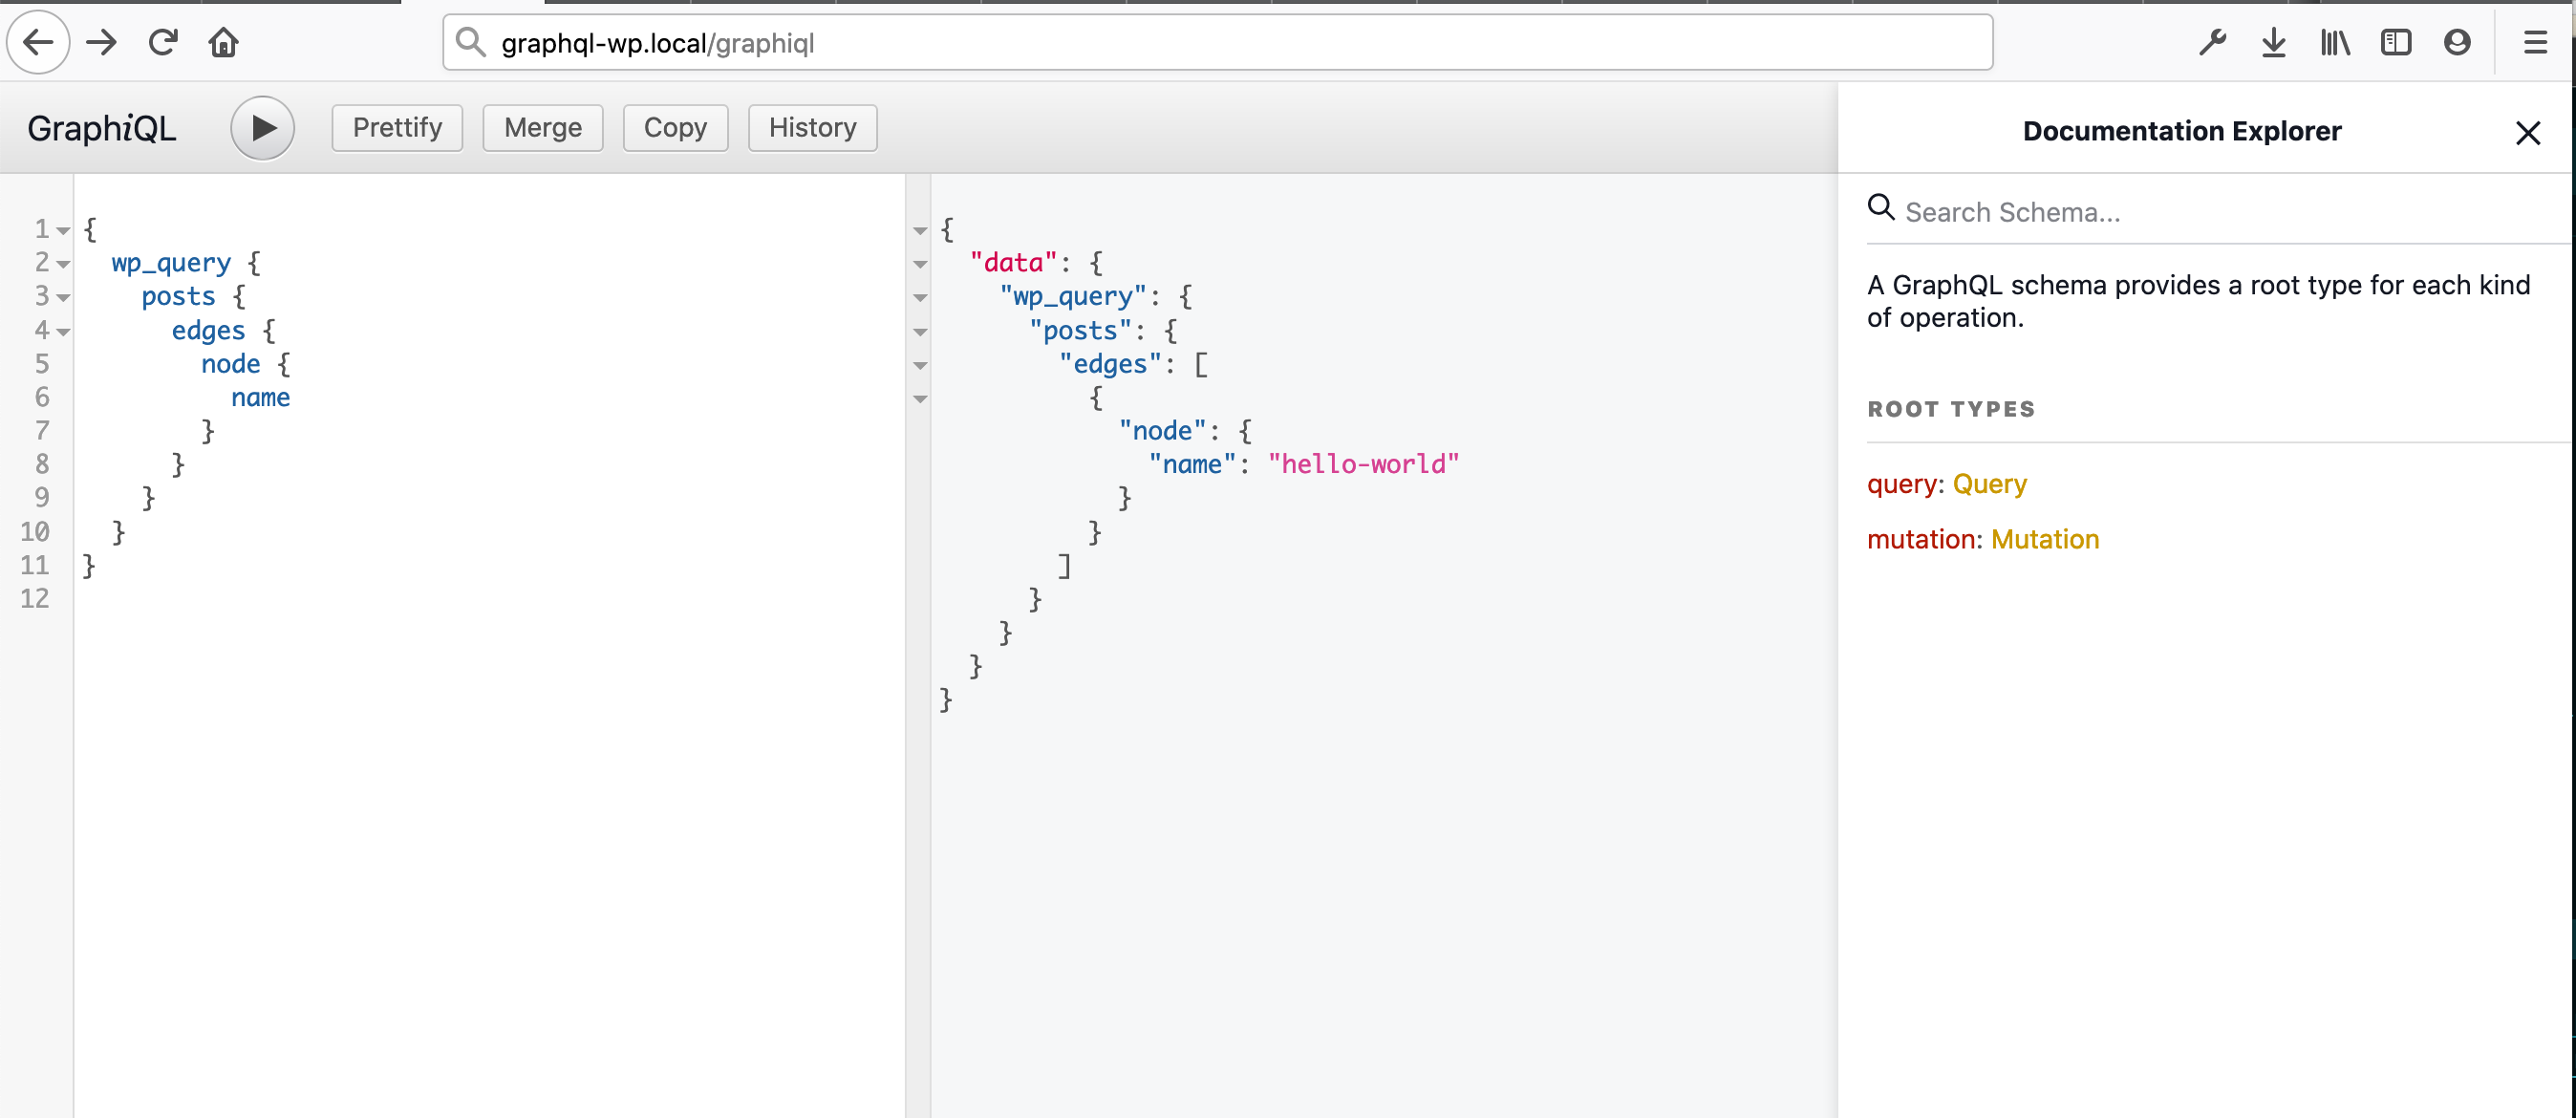 graphql-wp.local/graphiql
GraphiQL
Prettify
Merge
Copy
History
1 {
2   wp_query {
3     posts {
4       edges {
5         node {
6           name
7         }
8       }
9     }
10   }
11 }
12
{
  "data": {
    "wp_query": {
      "posts": {
        "edges": [
          {
            "node": {
              "name": "hello-world"
            }
          }
        ]
      }
    }
  }
}
Documentation Explorer
Search Schema...
A GraphQL schema provides a root type for each kind
of operation.
ROOT TYPES
query: Query
mutation: Mutation